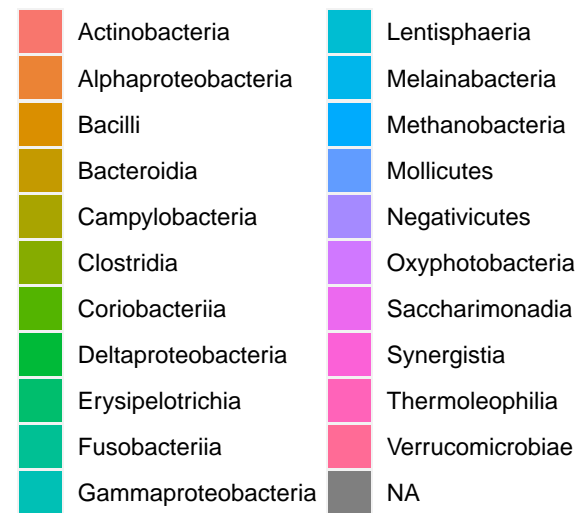 Actinobacteria
Alphaproteobacteria
Bacilli
Bacteroidia
Campylobacteria
Clostridia
Coriobacteriia
Deltaproteobacteria
Erysipelotrichia
Fusobacteriia
Gammaproteobacteria
Lentisphaeria
Melainabacteria
Methanobacteria
Mollicutes
Negativicutes
Oxyphotobacteria
Saccharimonadia
Synergistia
Thermoleophilia
Verrucomicrobiae
NA